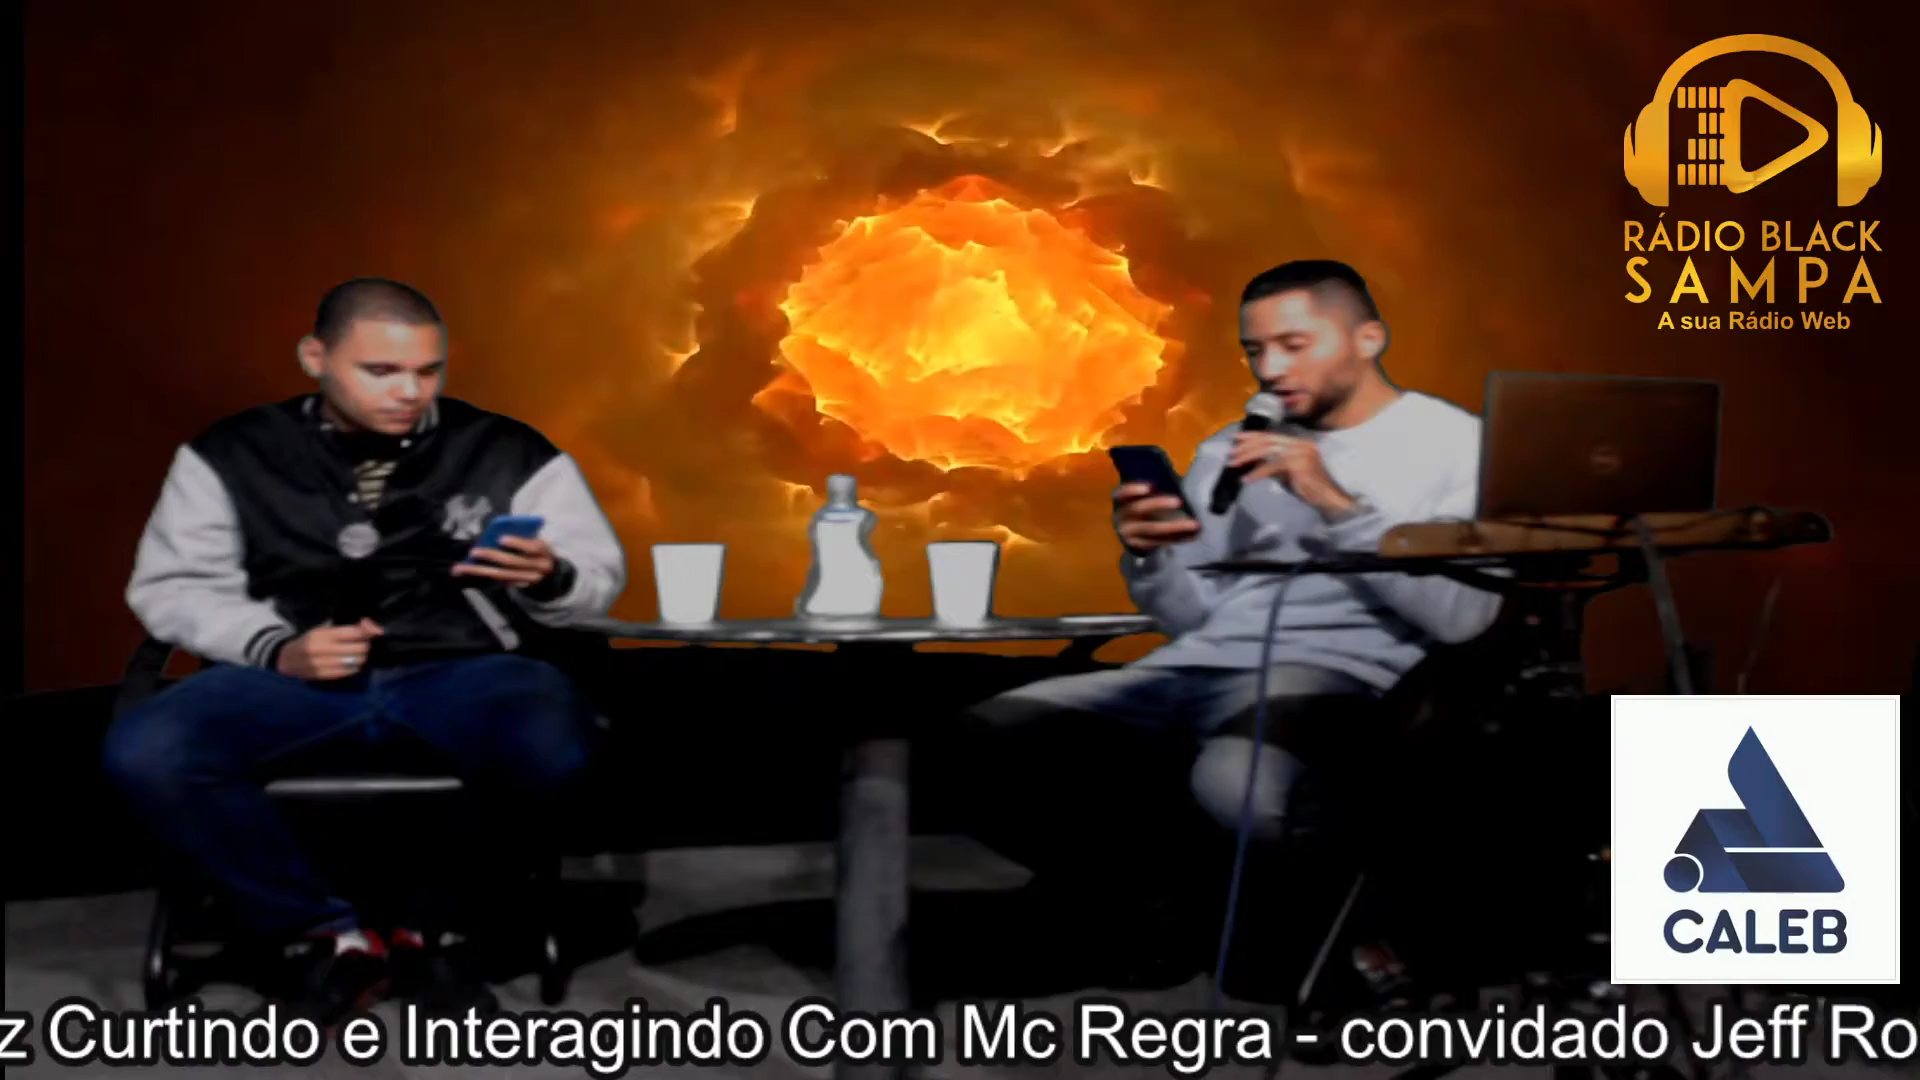 RÁDIO BLACK
SAMPA
A sua Rádio Web
CALEB
z Curtindo e Interagindo Com Mc Regra - convidado Jeff Ro